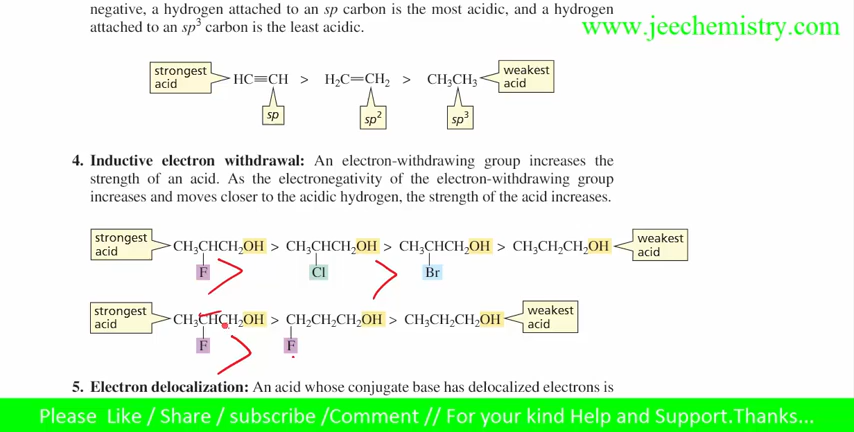 negative, a hydrogen attached to an sp carbon is the most acidic, and a hydrogen
attached to an sp³ carbon is the least acidic.
www.jeechemistry.com
strongest acid HC≡CH > H₂C=CH₂ > CH₃CH₃ weakest acid
sp sp² sp³
4. Inductive electron withdrawal: An electron-withdrawing group increases the
strength of an acid. As the electronegativity of the electron-withdrawing group
increases and moves closer to the acidic hydrogen, the strength of the acid increases.
strongest acid CH₃CHCH₂OH > CH₃CHCH₂OH > CH₃CHCH₂OH > CH₃CH₂CH₂OH weakest acid
F > Cl > Br
strongest acid CH₃CHCH₂OH > CH₂CH₂CH₂OH > CH₃CH₂CH₂OH weakest acid
F > F
5. Electron delocalization: An acid whose conjugate base has delocalized electrons is
Please Like / Share / subscribe /Comment // For your kind Help and Support.Thanks...